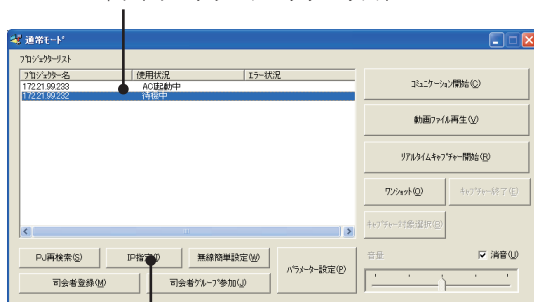 通常モード
プロジェクターリスト
プロジェクター名 使用状況 エラー状況
172.21.99.233 AC起動中
172.21.99.232 待機中
コミュニケーション開始(C)
動画ファイル再生(V)
リアルタイムキャプチャー開始(R)
ワンショット(O) キャプチャー終了(E)
キャプチャー対象選択(D)
PJ再検索(S) IP指定(I) 無線簡単設定(W) パラメーター設定(P) 音量 消音(U)
司会者登録(M) 司会者グループ参加(J)